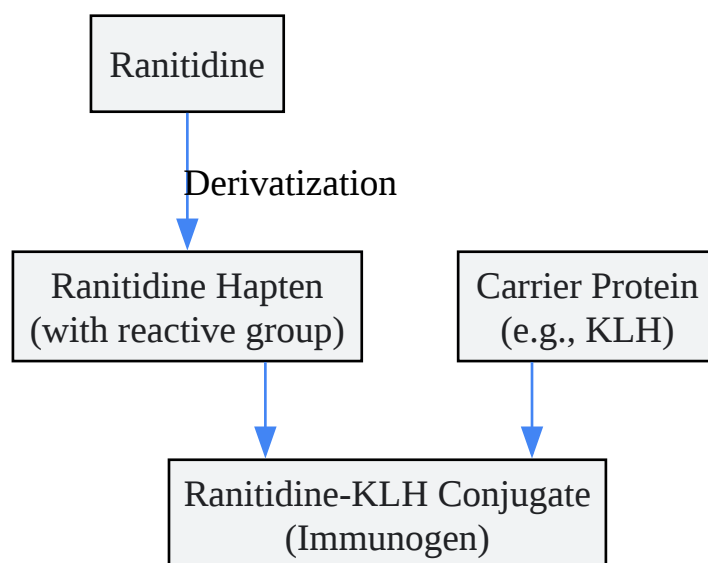 Ranitidine
Derivatization
Ranitidine Hapten
(with reactive group)
Carrier Protein
(e.g., KLH)
Ranitidine-KLH Conjugate
(Immunogen)